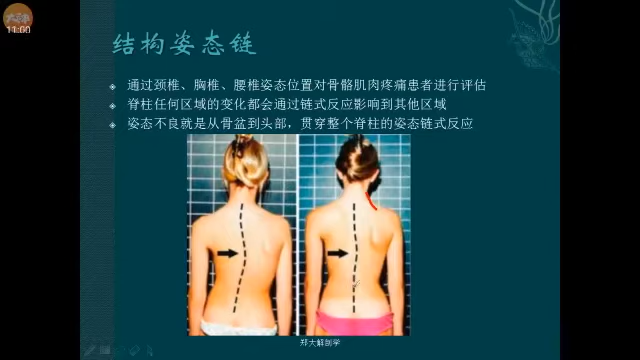 大禘
11:00
结构姿态链
通过颈椎、胸椎、腰椎姿态位置对骨骼肌肉疼痛患者进行评估
脊柱任何区域的变化都会通过链式反应影响到其他区域
姿态不良就是从骨盆到头部，贯穿整个脊柱的姿态链式反应
郑大解剖学